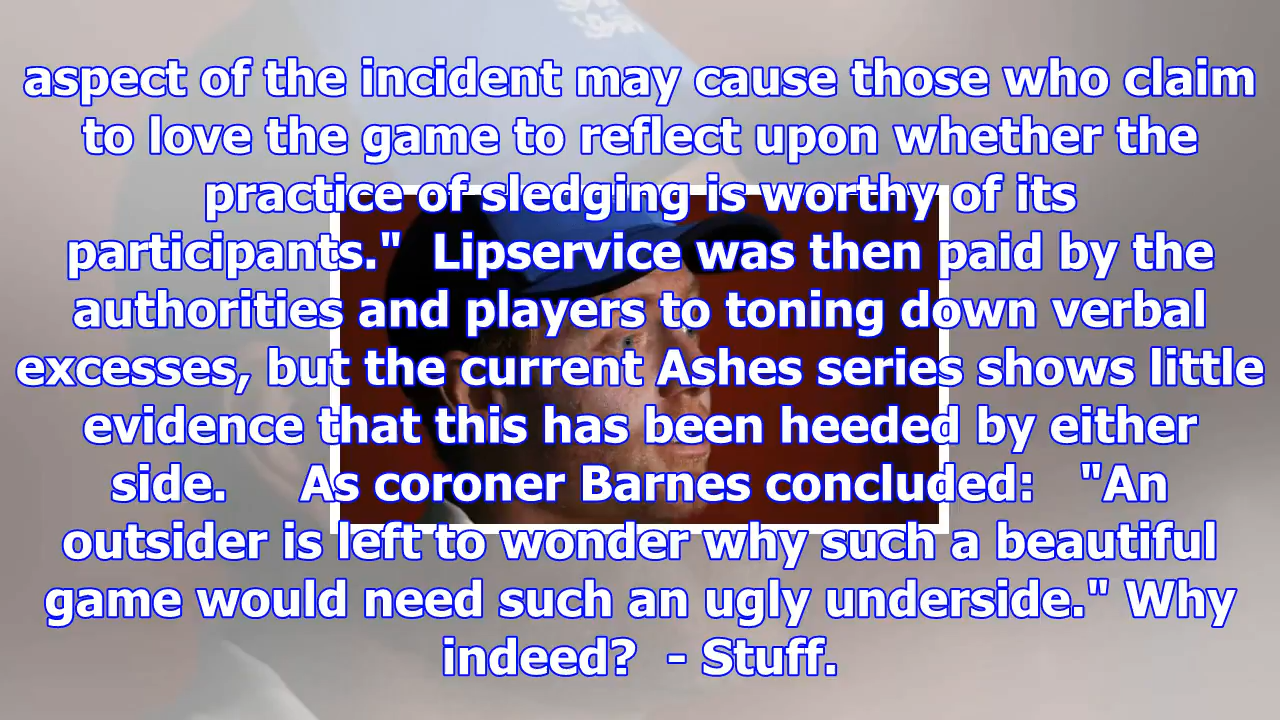 aspect of the incident may cause those who claim
to love the game to reflect upon whether the
practice of sledging is worthy of its
participants."  Lipservice was then paid by the
authorities and players to toning down verbal
excesses, but the current Ashes series shows little
evidence that this has been heeded by either
side.     As coroner Barnes concluded:   "An
outsider is left to wonder why such a beautiful
game would need such an ugly underside." Why
indeed?  - Stuff.